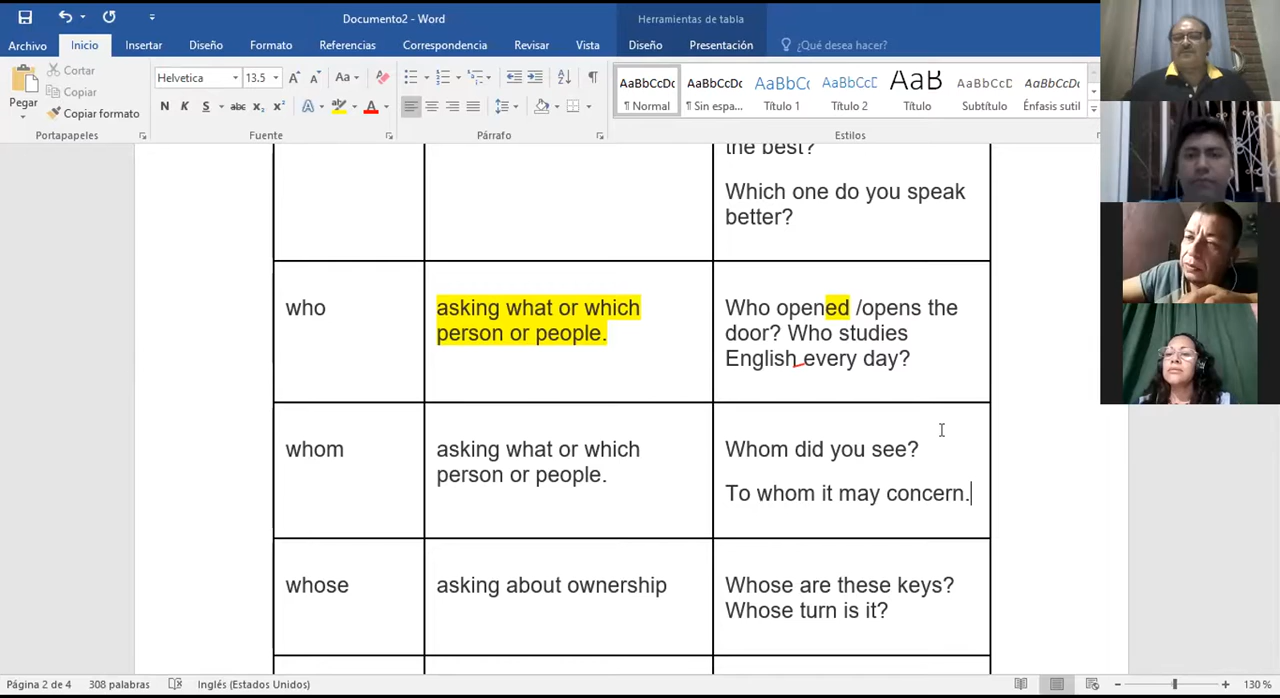 Documento2 - Word
Herramientas de tabla
Archivo Inicio Insertar Diseño Formato Referencias Correspondencia Revisar Vista Diseño Presentación ¿Qué desea hacer?
Pegar
Cortar
Copiar
Copiar formato
Portapapeles
Helvetica 13.5
N K S abc x₂ x²
Fuente
Párrafo
AaBbCcDc AaBbCcDc AaBbCcD AaBbCcD AaB AaBbCcD AaBbCcDc
¶ Normal ¶ Sin espa... Título 1 Título 2 Título Subtítulo Énfasis sutil
Estilos
the best?
Which one do you speak
better?
who
asking what or which
person or people.
Who opened /opens the
door? Who studies
English every day?
whom
asking what or which
person or people.
Whom did you see?
To whom it may concern.
whose
asking about ownership
Whose are these keys?
Whose turn is it?
Página 2 de 4 308 palabras Inglés (Estados Unidos) 130 %